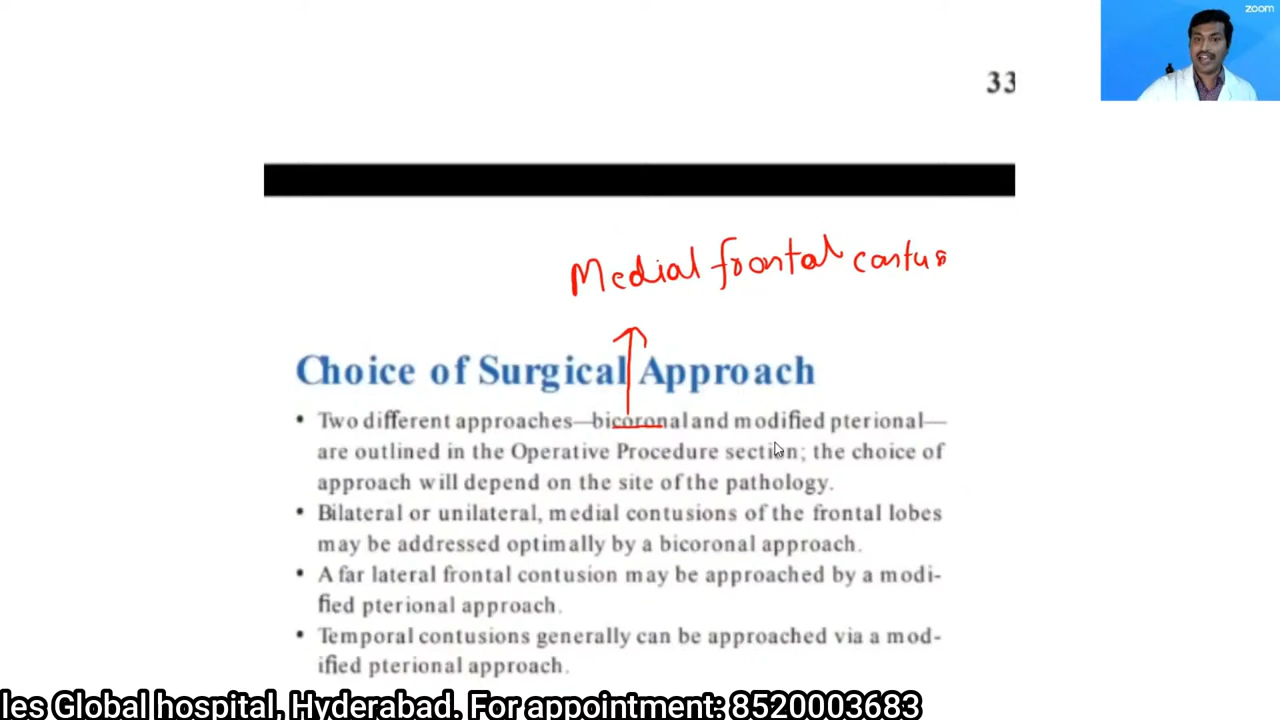 zoom
33
Medial frontal contus
Choice of Surgical Approach
• Two different approaches—bicoronal and modified pterional—
are outlined in the Operative Procedure section; the choice of
approach will depend on the site of the pathology.
• Bilateral or unilateral, medial contusions of the frontal lobes
may be addressed optimally by a bicoronal approach.
• A far lateral frontal contusion may be approached by a modi-
fied pterional approach.
• Temporal contusions generally can be approached via a mod-
ified pterional approach.
les Global hospital, Hyderabad. For appointment: 8520003683